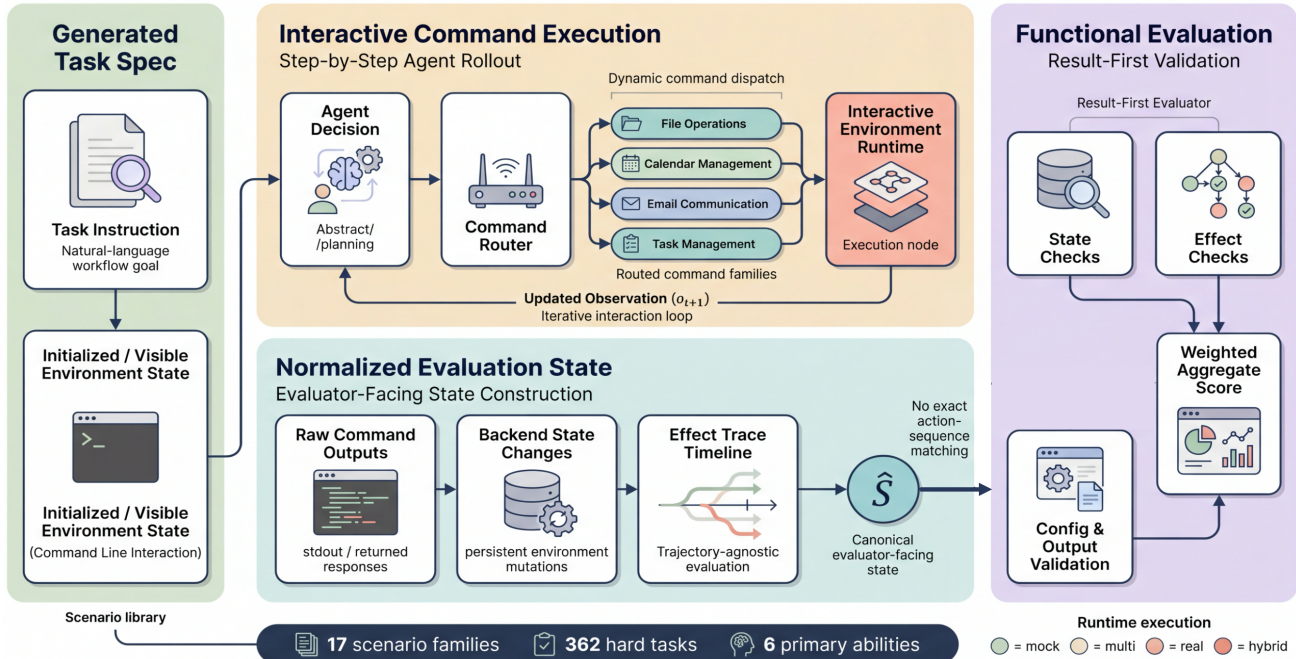 Generated
Task Spec
Task Instruction
Natural-language
workflow goal
Initialized / Visible
Environment State
>_
Initialized / Visible
Environment State
(Command Line Interaction)
Interactive Command Execution
Step-by-Step Agent Rollout
Agent
Decision
Abstract/
/planning
Command
Router
Dynamic command dispatch
File Operations
Calendar Management
Email Communication
Task Management
Routed command families
Interactive
Environment
Runtime
Execution node
Updated Observation (oₜ₊₁)
Iterative interaction loop
Normalized Evaluation State
Evaluator-Facing State Construction
Raw Command
Outputs
stdout / returned
responses
Backend State
Changes
persistent environment
mutations
Effect Trace
Timeline
Trajectory-agnostic
evaluation
Ŝ
Canonical
evaluator-facing
state
No exact
action-
sequence
matching
Functional Evaluation
Result-First Validation
Result-First Evaluator
State
Checks
Effect
Checks
Weighted
Aggregate
Score
Config &
Output
Validation
Scenario library
17 scenario families
362 hard tasks
6 primary abilities
Runtime execution
= mock
= multi
= real
= hybrid